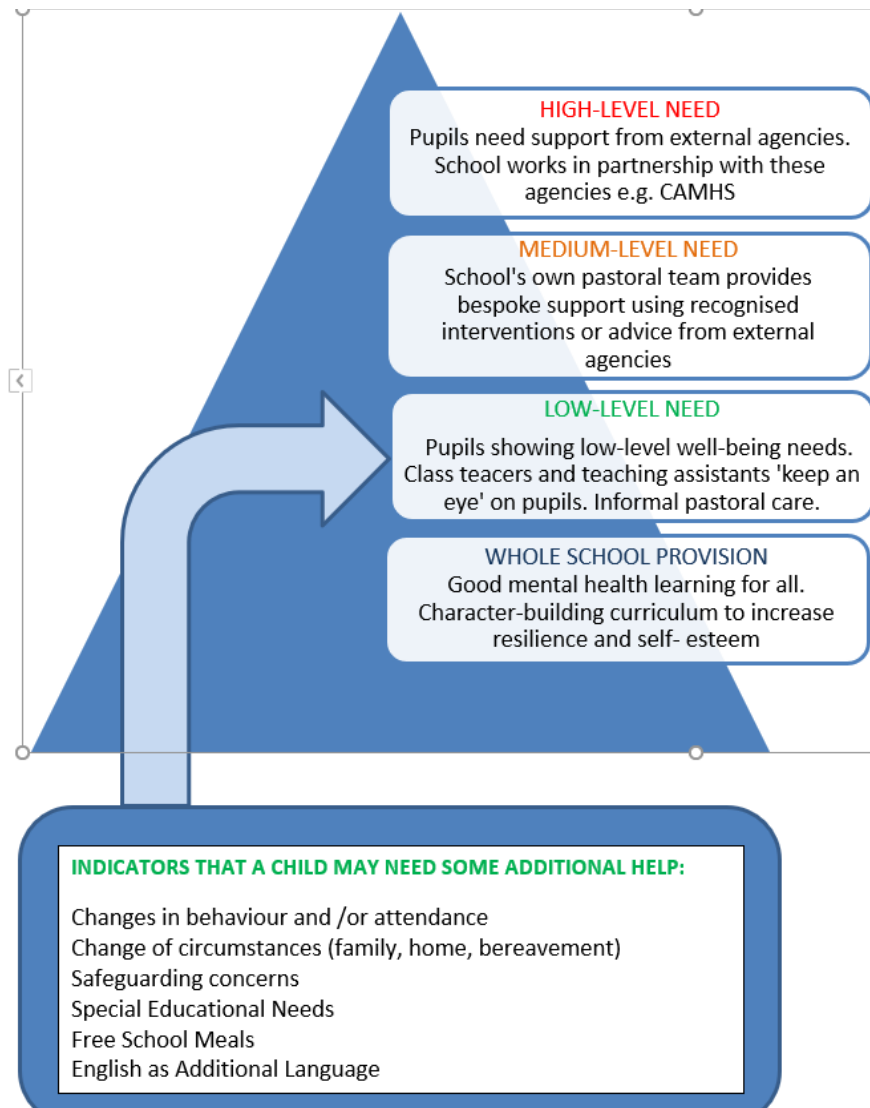 HIGH-LEVEL NEED
Pupils need support from external agencies.
School works in partnership with these
agencies e.g. CAMHS
MEDIUM-LEVEL NEED
School's own pastoral team provides
bespoke support using recognised
interventions or advice from external
agencies
LOW-LEVEL NEED
Pupils showing low-level well-being needs.
Class teacers and teaching assistants 'keep an
eye' on pupils. Informal pastoral care.
WHOLE SCHOOL PROVISION
Good mental health learning for all.
Character-building curriculum to increase
resilience and self- esteem
INDICATORS THAT A CHILD MAY NEED SOME ADDITIONAL HELP:
Changes in behaviour and /or attendance
Change of circumstances (family, home, bereavement)
Safeguarding concerns
Special Educational Needs
Free School Meals
English as Additional Language